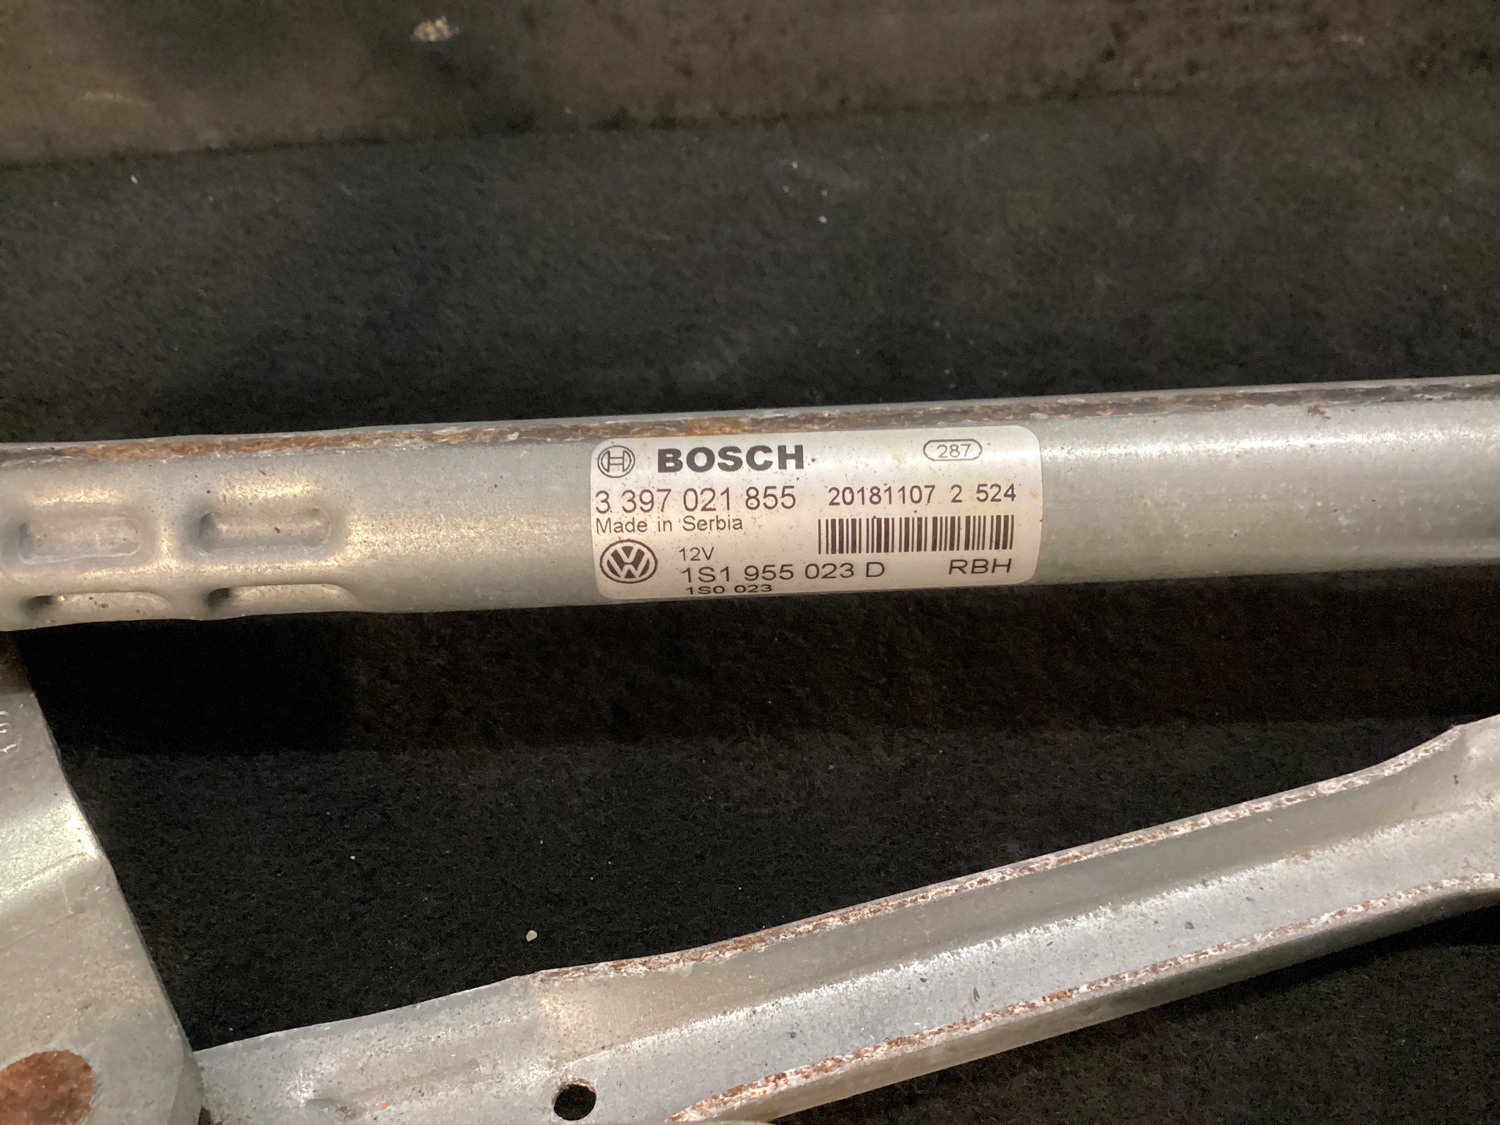 BOSCH
287
3 397 021 855
20181107 2 524
Made in Serbia
12V
1S1 955 023 D
RBH
1S0 023